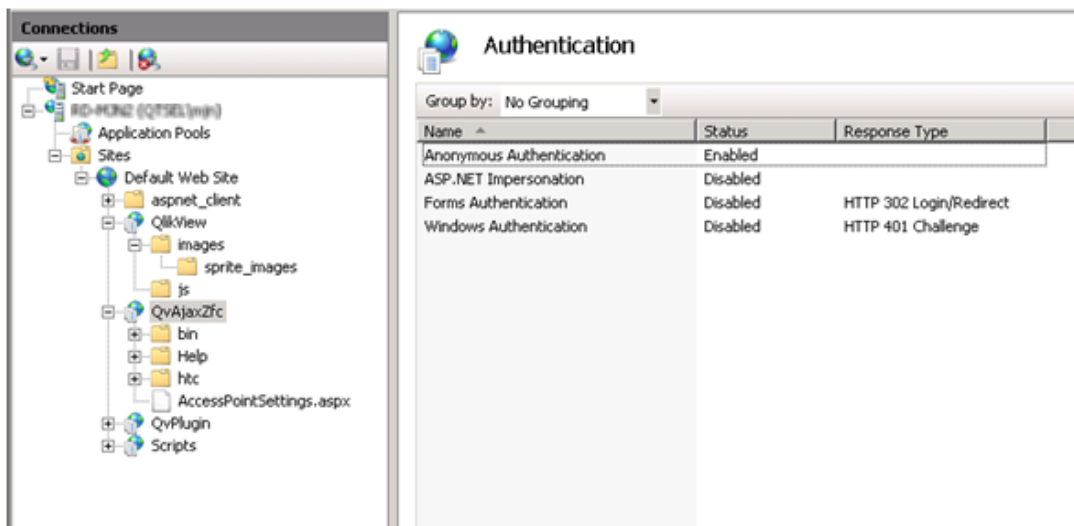 Connections
Start Page
Application Pools
Sites
Default Web Site
aspnet_client
QlikView
images
sprite_images
js
QvAjaxZfc
bin
Help
htc
AccessPointSettings.aspx
QvPlugin
Scripts
Authentication
Group by: No Grouping
Name Status Response Type
Anonymous Authentication Enabled
ASP.NET Impersonation Disabled
Forms Authentication Disabled HTTP 302 Login/Redirect
Windows Authentication Disabled HTTP 401 Challenge